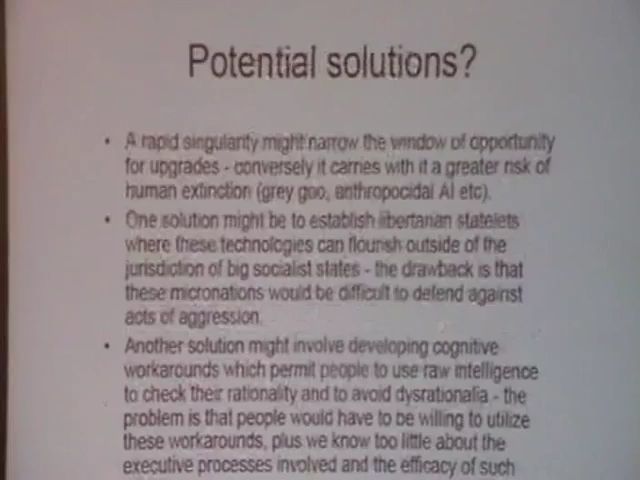 Potential solutions?
• A rapid singularity might narrow the window of opportunity
for upgrades - conversely it carries with it a greater risk of
human extinction (grey goo, anthropocidal AI etc).
• One solution might be to establish libertarian statelets
where these technologies can flourish outside of the
jurisdiction of big socialist states - the drawback is that
these micronations would be difficult to defend against
acts of aggression.
• Another solution might involve developing cognitive
workarounds which permit people to use raw intelligence
to check their rationality and to avoid dysrationalia - the
problem is that people would have to be willing to utilize
these workarounds, plus we know too little about the
executive processes involved and the efficacy of such